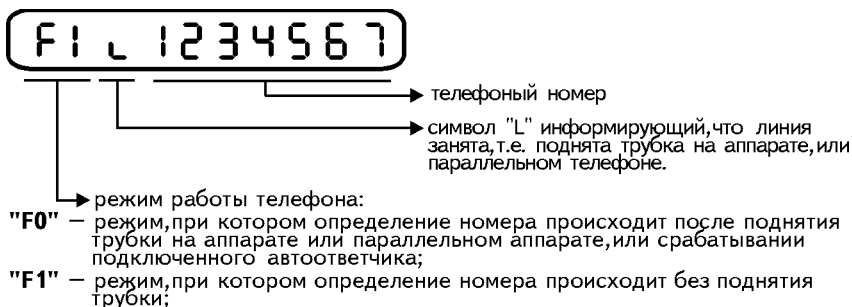 F1 L 1234567
телефоный номер
символ "L" информирующий,что линия
занята,т.е. поднята трубка на аппарате,или
параллельном телефоне.
режим работы телефона:
"F0" — режим,при котором определение номера происходит после поднятия
трубки на аппарате или параллельном аппарате,или срабатывании
подключенного автоответчика;
"F1" — режим,при котором определение номера происходит без поднятия
трубки;